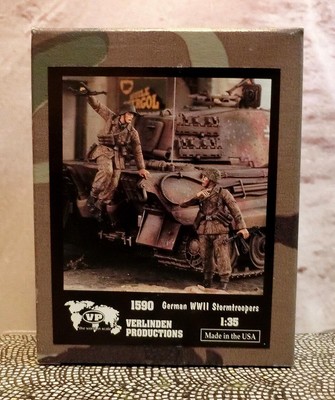 1590 German WWII Stormtroopers
VP
VERLINDEN
PRODUCTIONS
1:35
Made in the USA